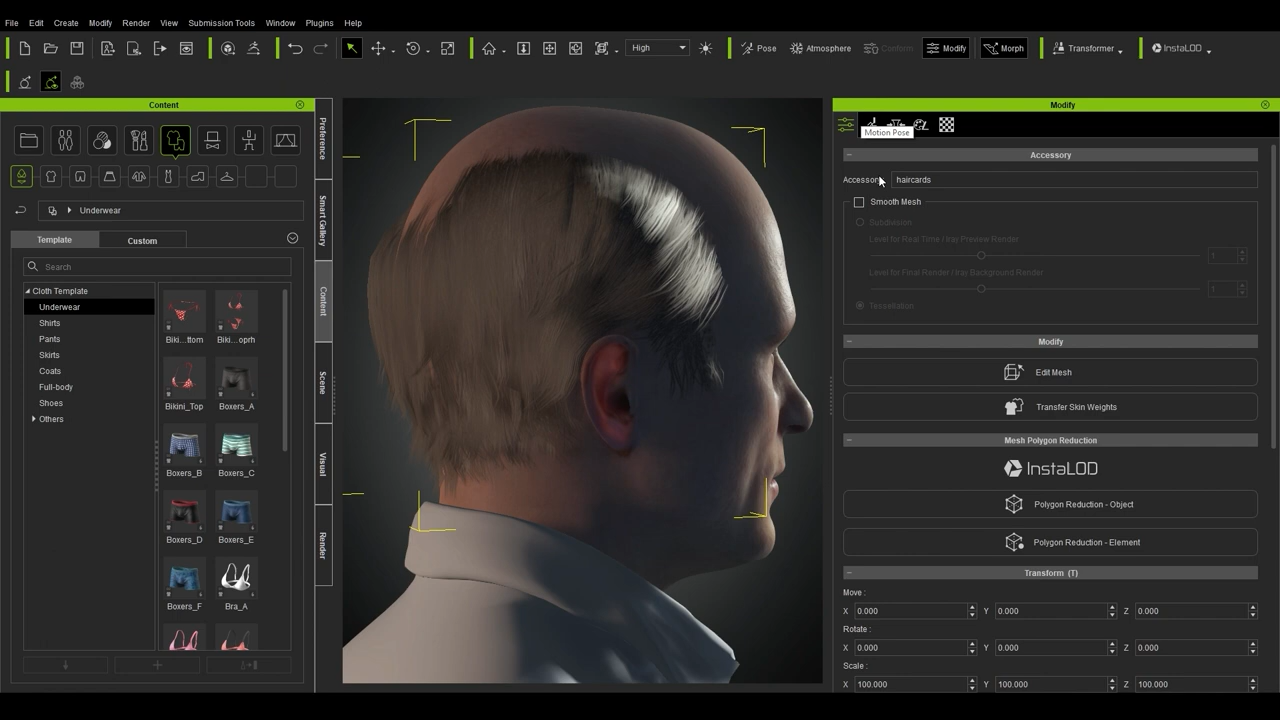 File Edit Create Modify Render View Submission Tools Window Plugins Help
High Pose Atmosphere Conform Modify Morph Transformer InstaLOD
Content
Underwear
Template Custom
Search
Cloth Template
Underwear
Shirts
Pants
Skirts
Coats
Full-body
Shoes
Others
Biki...ttom Biki...oprh
Bikini_Top Boxers_A
Boxers_B Boxers_C
Boxers_D Boxers_E
Boxers_F Bra_A
Preference
Smart Gallery
Content
Scene
Visual
Render
Modify
Motion Pose
Accessory
Accessory haircards
Smooth Mesh
Subdivision
Level for Real Time / Iray Preview Render
1
Level for Final Render / Iray Background Render
1
Tessellation
Modify
Edit Mesh
Transfer Skin Weights
Mesh Polygon Reduction
InstaLOD
Polygon Reduction - Object
Polygon Reduction - Element
Transform (T)
Move :
X 0.000 Y 0.000 Z 0.000
Rotate :
X 0.000 Y 0.000 Z 0.000
Scale :
X 100.000 Y 100.000 Z 100.000